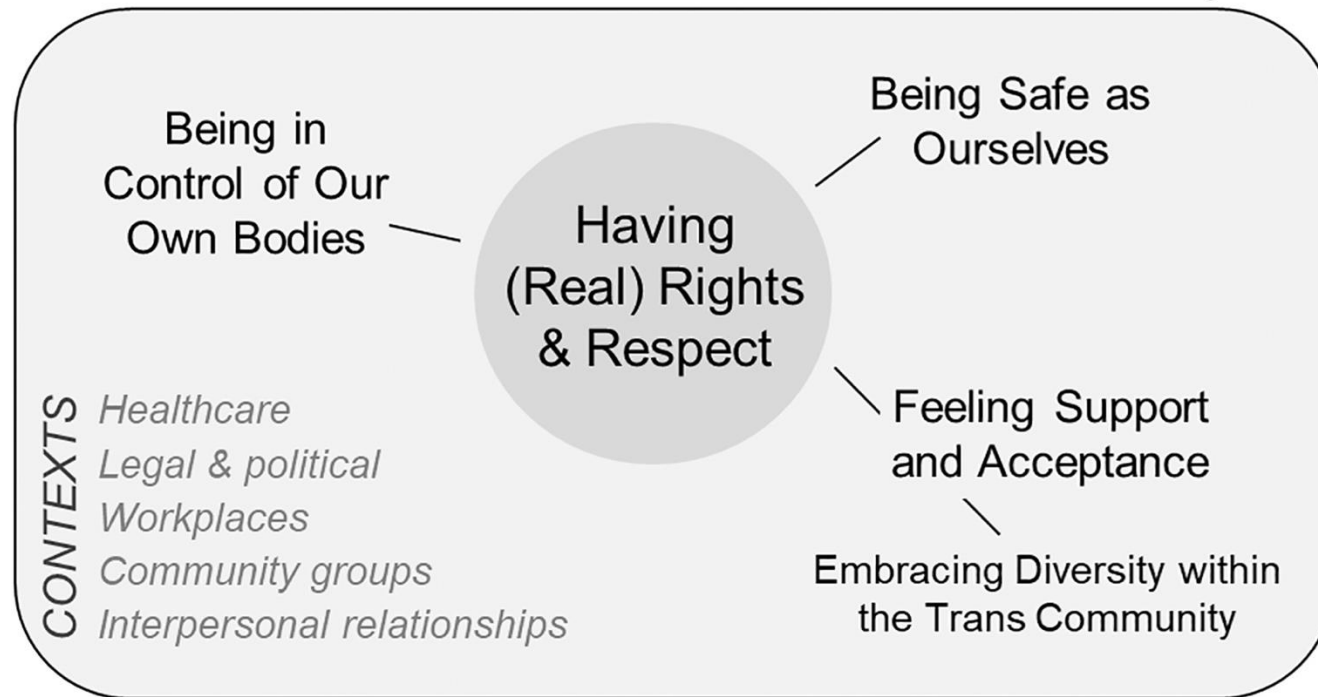 Being in
Control of Our
Own Bodies
Having
(Real) Rights
& Respect
Being Safe as
Ourselves
Feeling Support
and Acceptance
Embracing Diversity within
the Trans Community
CONTEXTS
Healthcare
Legal & political
Workplaces
Community groups
Interpersonal relationships